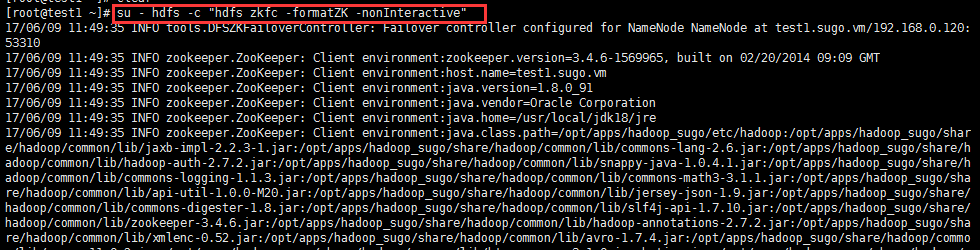 [root@test1 ~]# su - hdfs -c "hdfs zkfc -formatZK -nonInteractive"
17/06/09 11:49:35 INFO tools.DFSZKFailoverController: Failover controller configured for NameNode NameNode at test1.sugo.vm/192.168.0.120:
53310
17/06/09 11:49:35 INFO zookeeper.ZooKeeper: Client environment:zookeeper.version=3.4.6-1569965, built on 02/20/2014 09:09 GMT
17/06/09 11:49:35 INFO zookeeper.ZooKeeper: Client environment:host.name=test1.sugo.vm
17/06/09 11:49:35 INFO zookeeper.ZooKeeper: Client environment:java.version=1.8.0_91
17/06/09 11:49:35 INFO zookeeper.ZooKeeper: Client environment:java.vendor=Oracle Corporation
17/06/09 11:49:35 INFO zookeeper.ZooKeeper: Client environment:java.home=/usr/local/jdk18/jre
17/06/09 11:49:35 INFO zookeeper.ZooKeeper: Client environment:java.class.path=/opt/apps/hadoop_sugo/etc/hadoop:/opt/apps/hadoop_sugo/shar
e/hadoop/common/lib/jaxb-impl-2.2.3-1.jar:/opt/apps/hadoop_sugo/share/hadoop/common/lib/commons-lang-2.6.jar:/opt/apps/hadoop_sugo/share/h
adoop/common/lib/hadoop-auth-2.7.2.jar:/opt/apps/hadoop_sugo/share/hadoop/common/lib/snappy-java-1.0.4.1.jar:/opt/apps/hadoop_sugo/share/h
adoop/common/lib/commons-logging-1.1.3.jar:/opt/apps/hadoop_sugo/share/hadoop/common/lib/commons-math3-3.1.1.jar:/opt/apps/hadoop_sugo/sha
re/hadoop/common/lib/api-util-1.0.0-M20.jar:/opt/apps/hadoop_sugo/share/hadoop/common/lib/jersey-json-1.9.jar:/opt/apps/hadoop_sugo/share/
hadoop/common/lib/commons-digester-1.8.jar:/opt/apps/hadoop_sugo/share/hadoop/common/lib/slf4j-api-1.7.10.jar:/opt/apps/hadoop_sugo/share/
hadoop/common/lib/zookeeper-3.4.6.jar:/opt/apps/hadoop_sugo/share/hadoop/common/lib/hadoop-annotations-2.7.2.jar:/opt/apps/hadoop_sugo/sha
re/hadoop/common/lib/xmlenc-0.52.jar:/opt/apps/hadoop_sugo/share/hadoop/common/lib/avro-1.7.4.jar:/opt/apps/hadoop_sugo/share/hadoop/commo